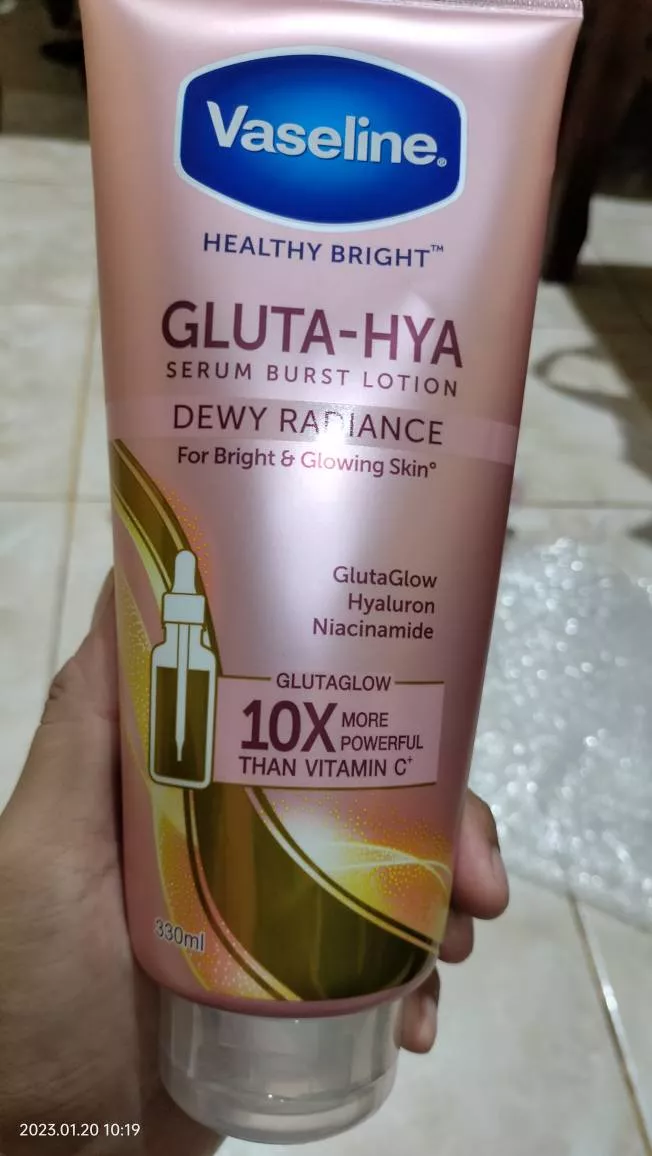 Vaseline®
HEALTHY BRIGHT™
GLUTA-HYA
SERUM BURST LOTION
DEWY RADIANCE
For Bright & Glowing Skin°
GlutaGlow
Hyaluron
Niacinamide
GLUTAGLOW
10X MORE
POWERFUL
THAN VITAMIN C⁺
330ml
2023.01.20 10:19